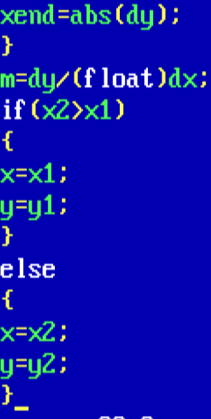 xend=abs(dy);
}
m=dy/(float)dx;
if(x2>x1)
{
x=x1;
y=y1;
}
else
{
x=x2;
y=y2;
}